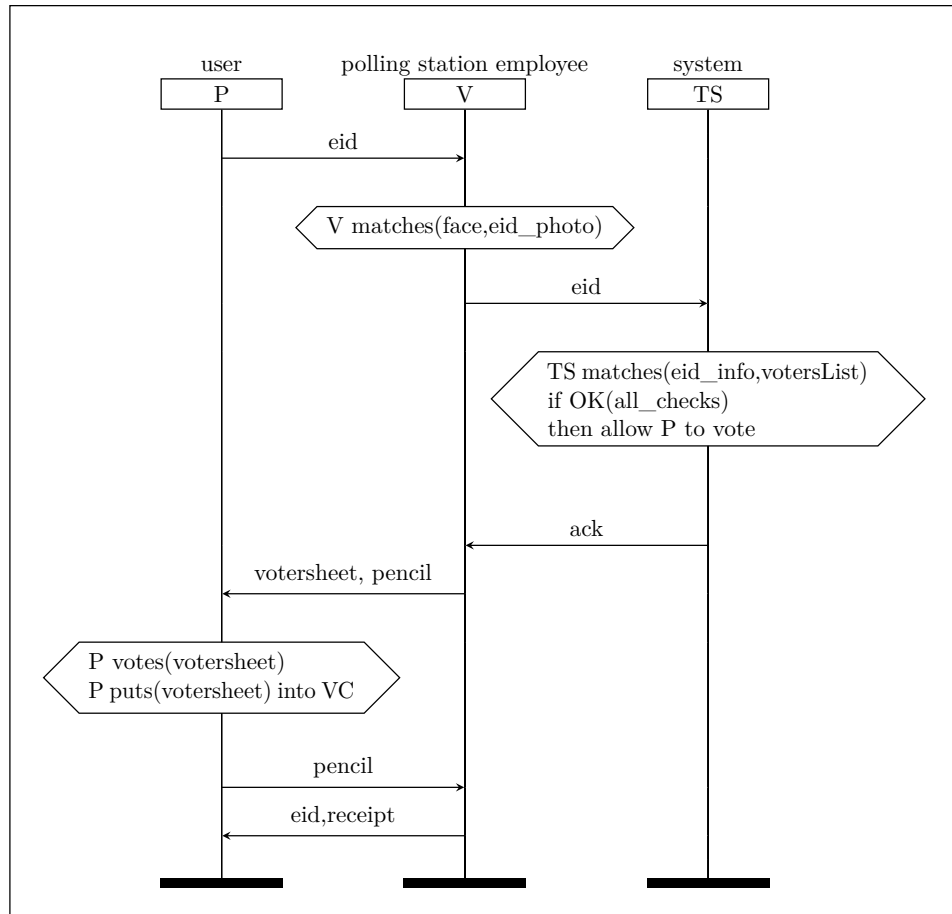 user
polling station employee
system
P
V
TS
eid
V matches(face,eid_photo)
eid
TS matches(eid_info,votersList)
if OK(all_checks)
then allow P to vote
ack
votersheet, pencil
P votes(votersheet)
P puts(votersheet) into VC
pencil
eid,receipt